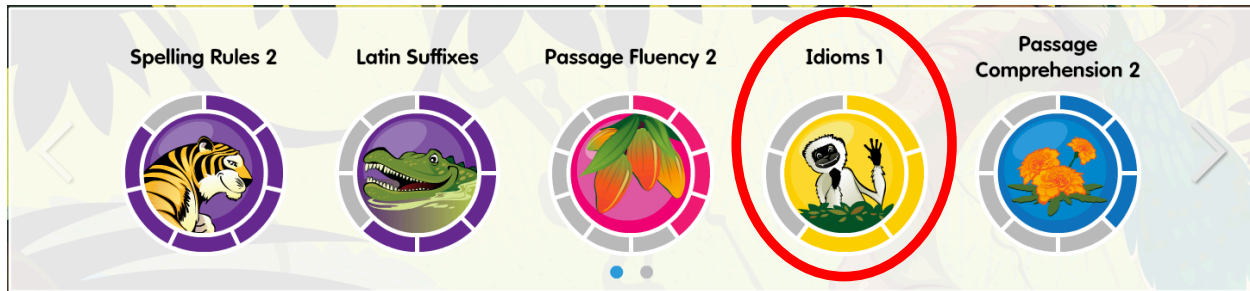 Spelling Rules 2
Latin Suffixes
Passage Fluency 2
Idioms 1
Passage
Comprehension 2